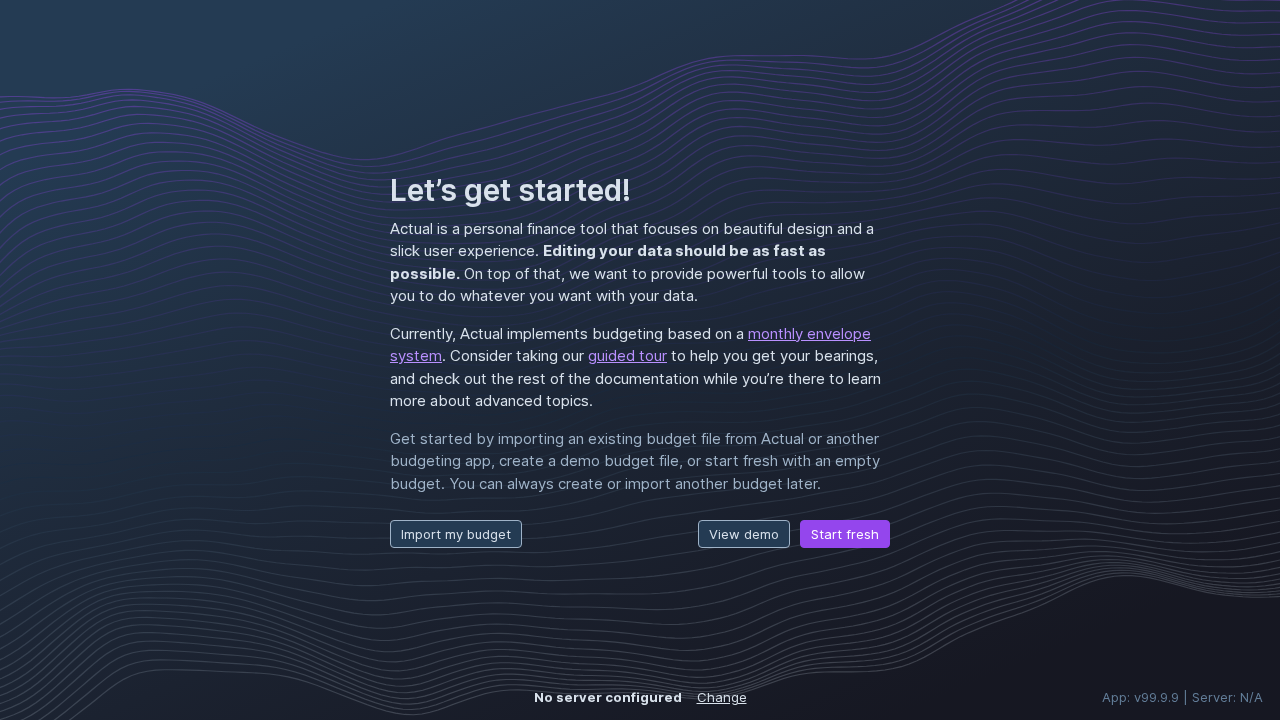 Let’s get started!
Actual is a personal finance tool that focuses on beautiful design and a
slick user experience. Editing your data should be as fast as
possible. On top of that, we want to provide powerful tools to allow
you to do whatever you want with your data.
Currently, Actual implements budgeting based on a monthly envelope
system. Consider taking our guided tour to help you get your bearings,
and check out the rest of the documentation while you’re there to learn
more about advanced topics.
Get started by importing an existing budget file from Actual or another
budgeting app, create a demo budget file, or start fresh with an empty
budget. You can always create or import another budget later.
Import my budget View demo Start fresh
No server configured Change App: v99.9.9 | Server: N/A